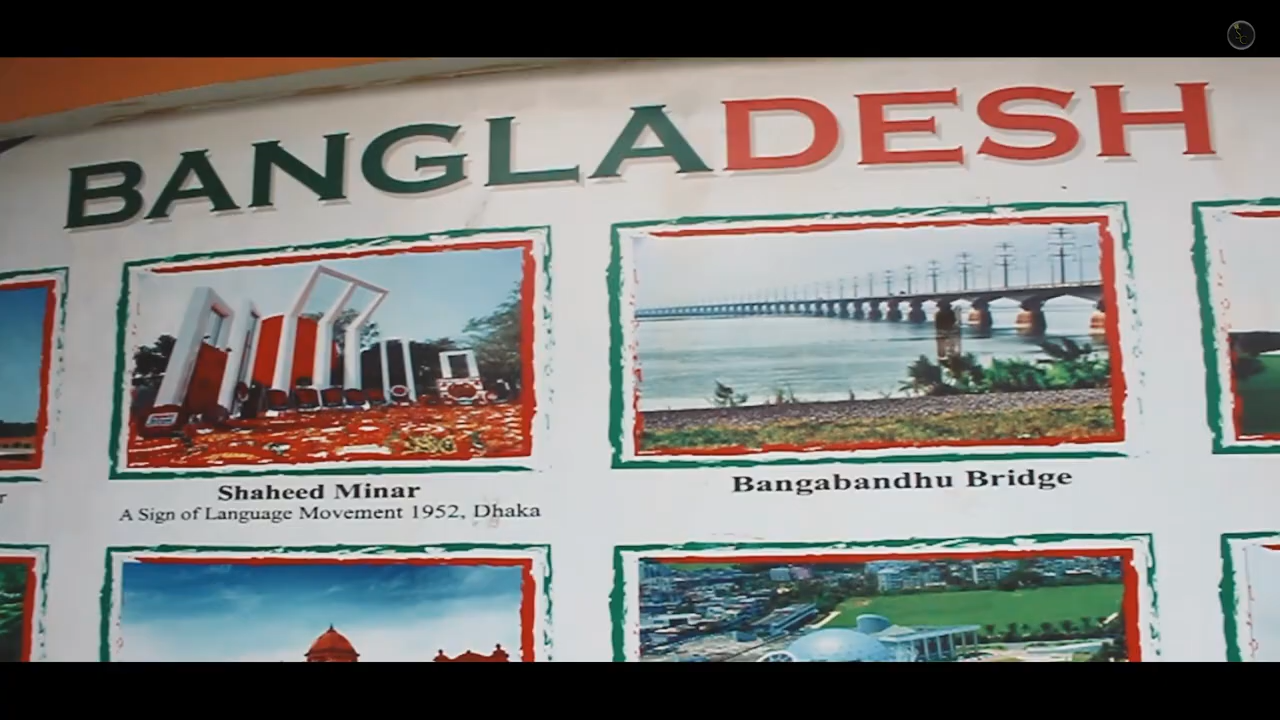 BANGLADESH
Shaheed Minar
A Sign of Language Movement 1952, Dhaka
Bangabandhu Bridge